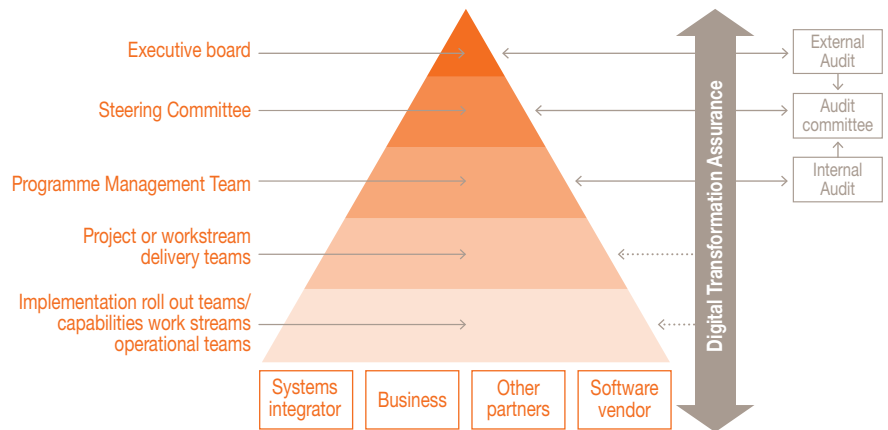 Executive board
Steering Committee
Programme Management Team
Project or workstream
delivery teams
Implementation roll out teams/
capabilities work streams
operational teams
Systems
integrator
Business
Other
partners
Software
vendor
Digital Transformation Assurance
External
Audit
Audit
committee
Internal
Audit